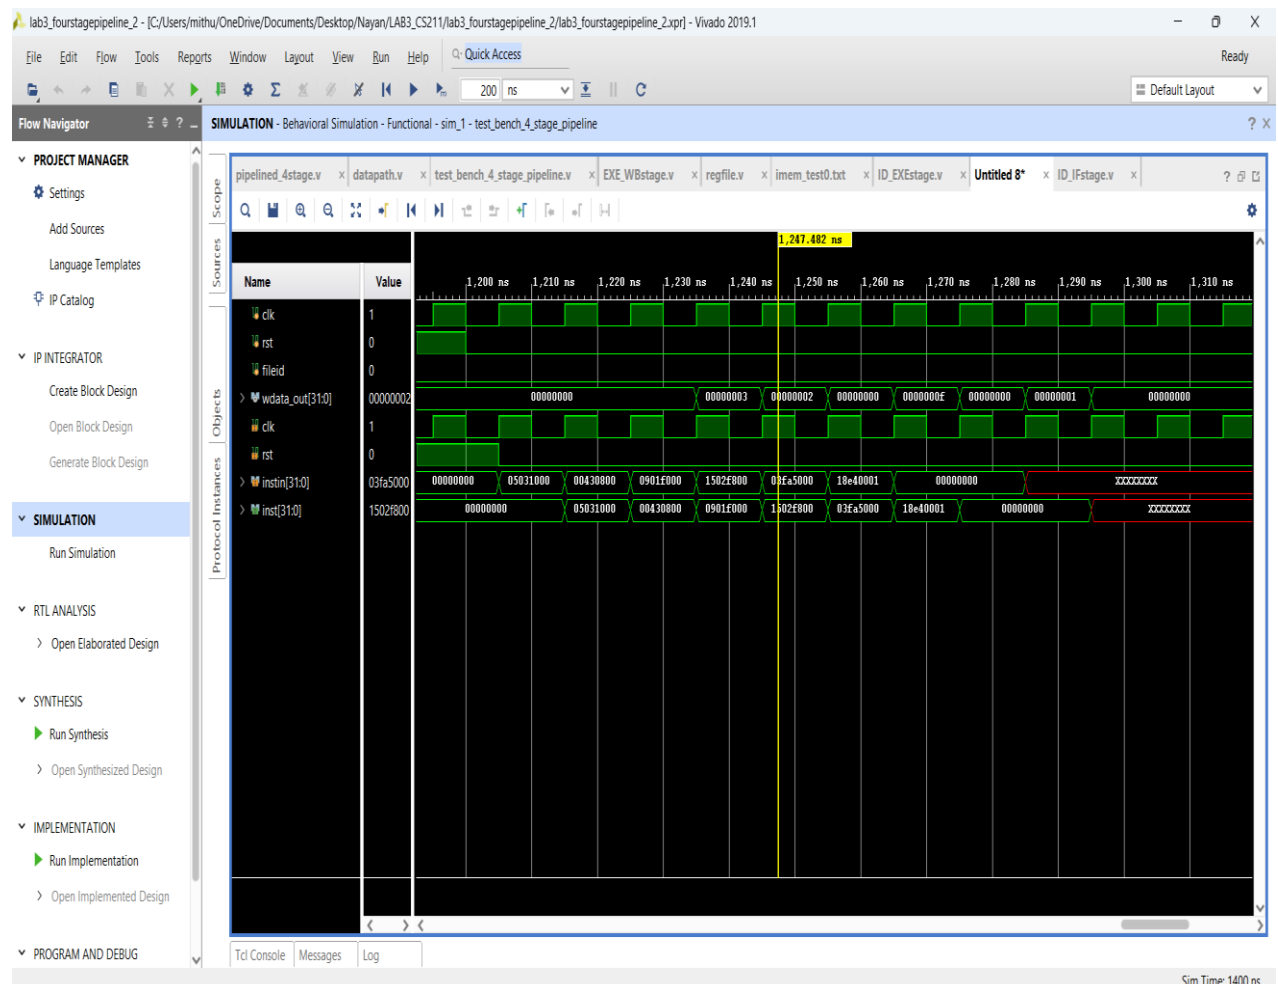 lab3_fourstagepipeline_2 - [C:/Users/mithu/OneDrive/Documents/Desktop/Nayan/LAB3_CS211/lab3_fourstagepipeline_2/lab3_fourstagepipeline_2.xpr] - Vivado 2019.1
File Edit Flow Tools Reports Window Layout View Run Help Quick Access Ready
200 ns Default Layout
Flow Navigator
SIMULATION - Behavioral Simulation - Functional - sim_1 - test_bench_4_stage_pipeline
PROJECT MANAGER
Settings
Add Sources
Language Templates
IP Catalog
IP INTEGRATOR
Create Block Design
Open Block Design
Generate Block Design
SIMULATION
Run Simulation
RTL ANALYSIS
Open Elaborated Design
SYNTHESIS
Run Synthesis
Open Synthesized Design
IMPLEMENTATION
Run Implementation
Open Implemented Design
PROGRAM AND DEBUG
Scope
Sources
Objects
Protocol Instances
pipelined_4stage.v datapath.v test_bench_4_stage_pipeline.v EXE_WBstage.v regfile.v imem_test0.txt ID_EXEstage.v Untitled 8* ID_IFstage.v
1,247.482 ns
Name Value 1,200 ns 1,210 ns 1,220 ns 1,230 ns 1,240 ns 1,250 ns 1,260 ns 1,270 ns 1,280 ns 1,290 ns 1,300 ns 1,310 ns
clk 1
rst 0
fileid 0
wdata_out[31:0] 00000002 00000000 00000003 00000002 00000000 0000000f 00000000 00000001 00000000
clk 1
rst 0
instin[31:0] 03fa5000 00000000 05031000 00430800 0901f000 1502f800 03fa5000 18e40001 00000000 XXXXXXXX
inst[31:0] 1502f800 00000000 05031000 00430800 0901f000 1502f800 03fa5000 18e40001 00000000 XXXXXXXX
Tcl Console Messages Log
Sim Time: 1400 ns